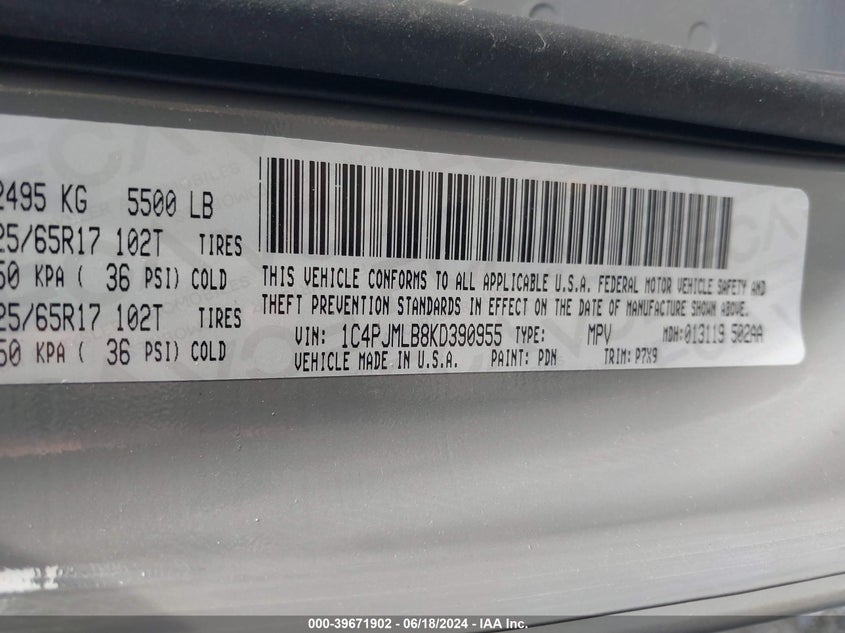 2495 KG 5500 LB
25/65R17 102T TIRES
50 KPA ( 36 PSI) COLD
25/65R17 102T TIRES
50 KPA ( 36 PSI) COLD
THIS VEHICLE CONFORMS TO ALL APPLICABLE U.S.A. FEDERAL MOTOR VEHICLE SAFETY AND
THEFT PREVENTION STANDARDS IN EFFECT ON THE DATE OF MANUFACTURE SHOWN ABOVE.
VIN: 1C4PJMLB8KD390955 TYPE: MPV MDH: 013119 502AA
VEHICLE MADE IN U.S.A. PAINT: PDN TRIM: P7X9
000-39671902 - 06/18/2024 - IAA Inc.